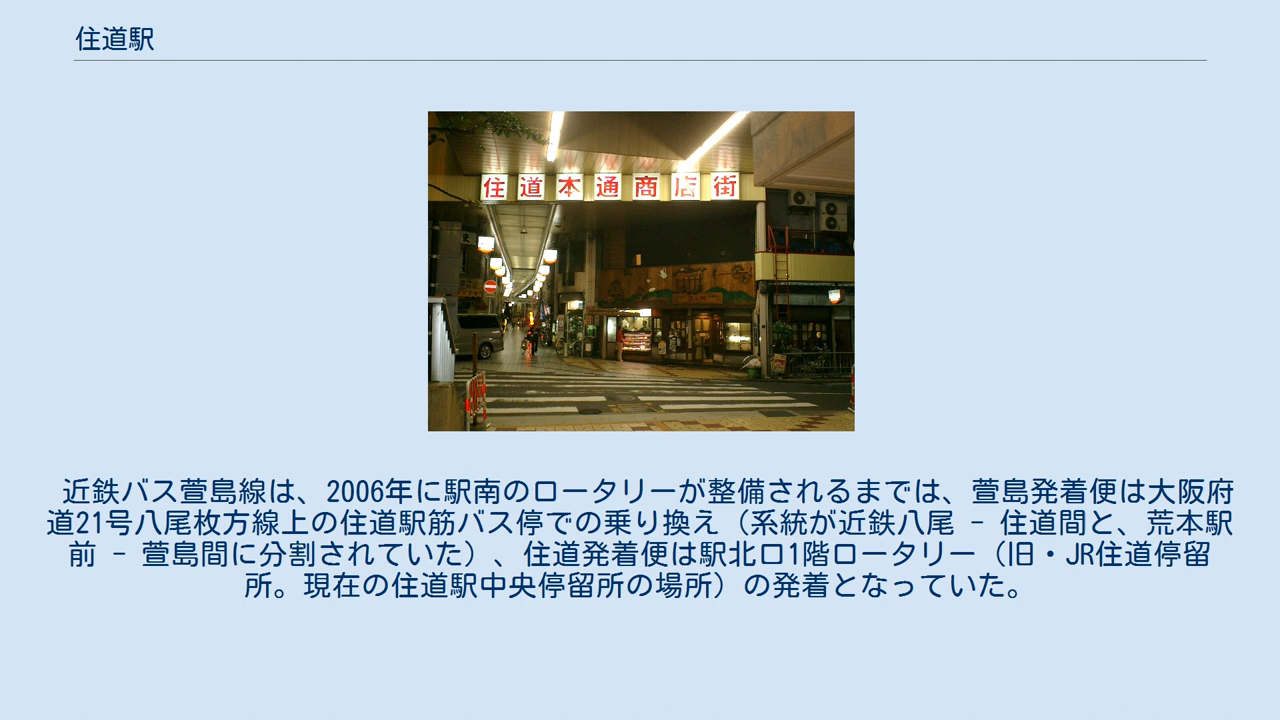 住道駅
住道本通商店街
近鉄バス萱島線は、2006年に駅南のロータリーが整備されるまでは、萱島発着便は大阪府
道21号八尾枚方線上の住道駅筋バス停での乗り換え（系統が近鉄八尾 - 住道間と、荒本駅
前 - 萱島間に分割されていた）、住道発着便は駅北口1階ロータリー（旧・JR住道停留
所。現在の住道駅中央停留所の場所）の発着となっていた。